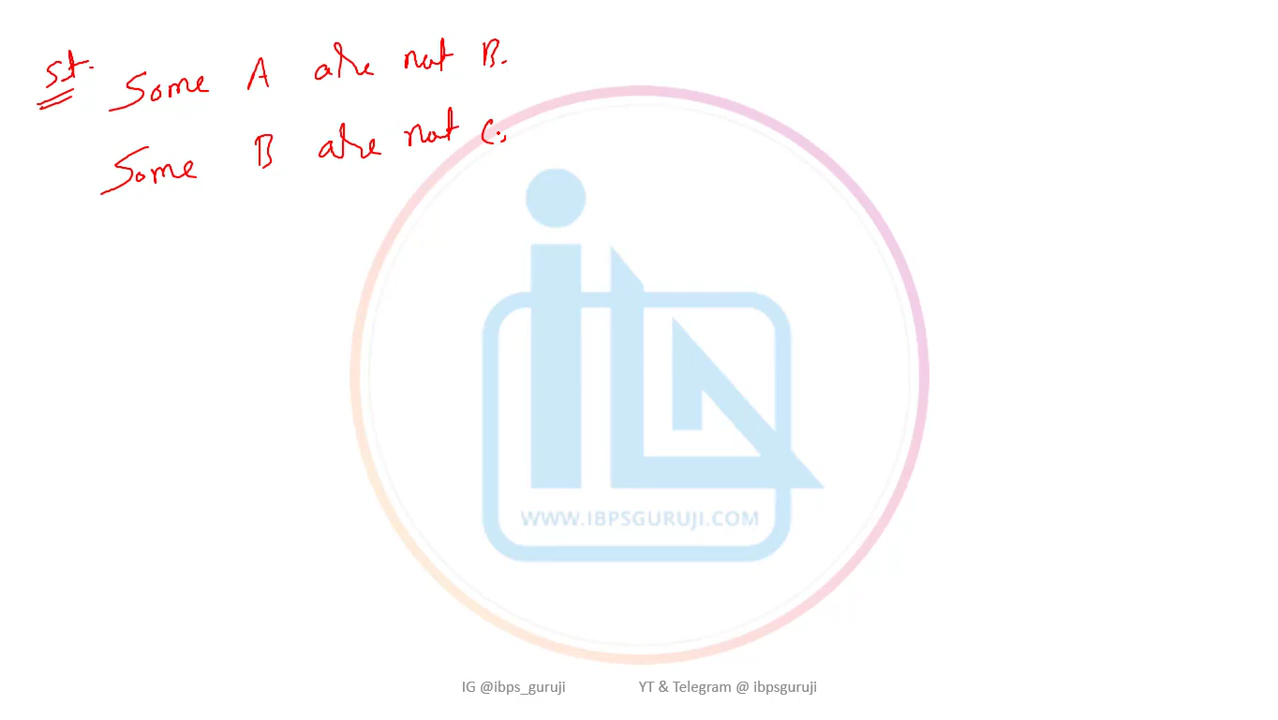 St. Some A are not B.
Some B are not C.
WWW.IBPSGURUJI.COM
IG @ibps_guruji YT & Telegram @ ibpsguruji